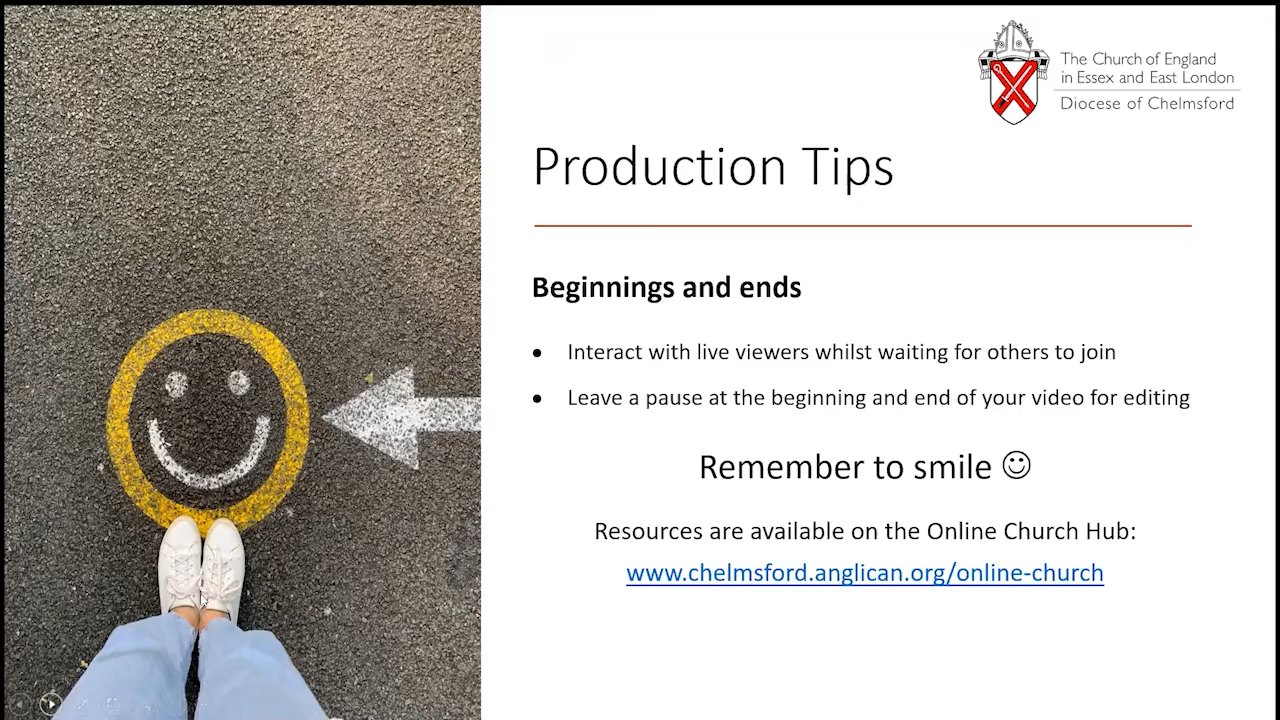 The Church of England
in Essex and East London
Diocese of Chelmsford
Production Tips
Beginnings and ends
• Interact with live viewers whilst waiting for others to join
• Leave a pause at the beginning and end of your video for editing
Remember to smile ☺
Resources are available on the Online Church Hub:
www.chelmsford.anglican.org/online-church